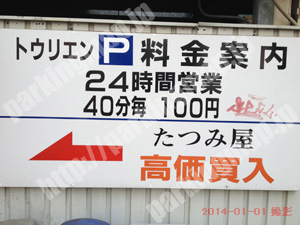 トウリエン P 料金案内
24時間営業
40分毎 100円
たつみ屋
高価買入
2014-01-01 撮影